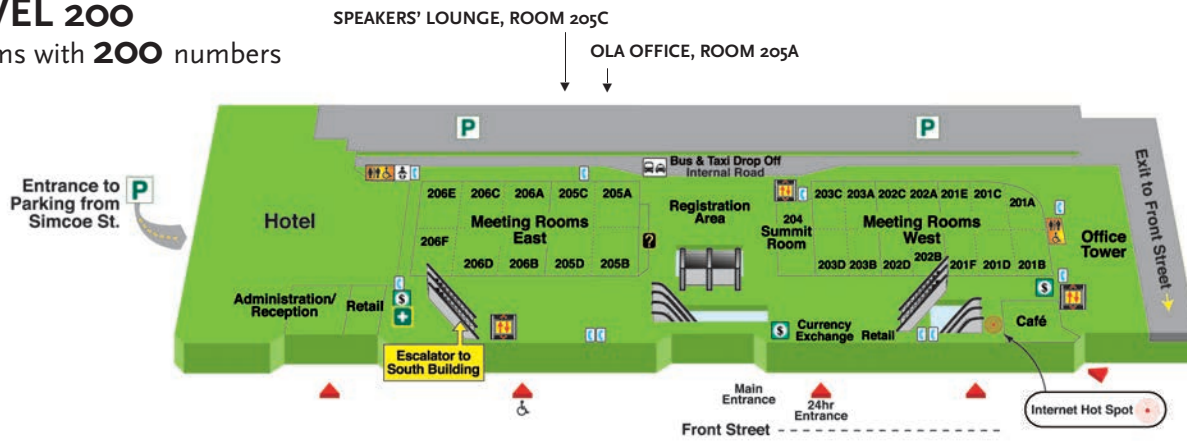 VEL 200
ms with 200 numbers
SPEAKERS' LOUNGE, ROOM 205C
OLA OFFICE, ROOM 205A
P
P
Bus & Taxi Drop Off
Internal Road
Entrance to
Parking from
Simcoe St.
P
Exit to Front Street
206E 206C 206A 205C 205A
203C 203A 202C 202A 201E 201C
201A
Hotel
Meeting Rooms
East
Registration
Area
204
Summit
Room
Meeting Rooms
West
Office
Tower
206F
?
206D 206B 205D 205B
203D 203B 202D 202B 201F 201D 201B
Administration/
Reception
Retail
$
$
Escalator to
South Building
$
Currency
Exchange
Retail
Café
Main
Entrance
24hr
Entrance
Internet Hot Spot
Front Street